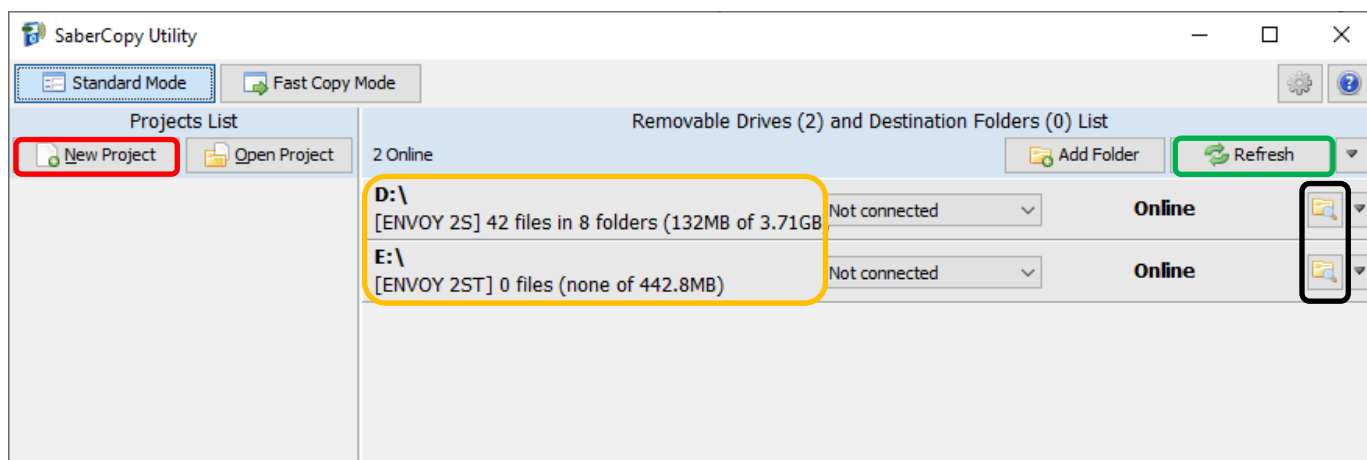 SaberCopy Utility
Standard Mode Fast Copy Mode
Projects List Removable Drives (2) and Destination Folders (0) List
New Project Open Project 2 Online Add Folder Refresh
D:\
[ENVOY 2S] 42 files in 8 folders (132MB of 3.71GB Not connected Online
E:\
[ENVOY 2ST] 0 files (none of 442.8MB) Not connected Online